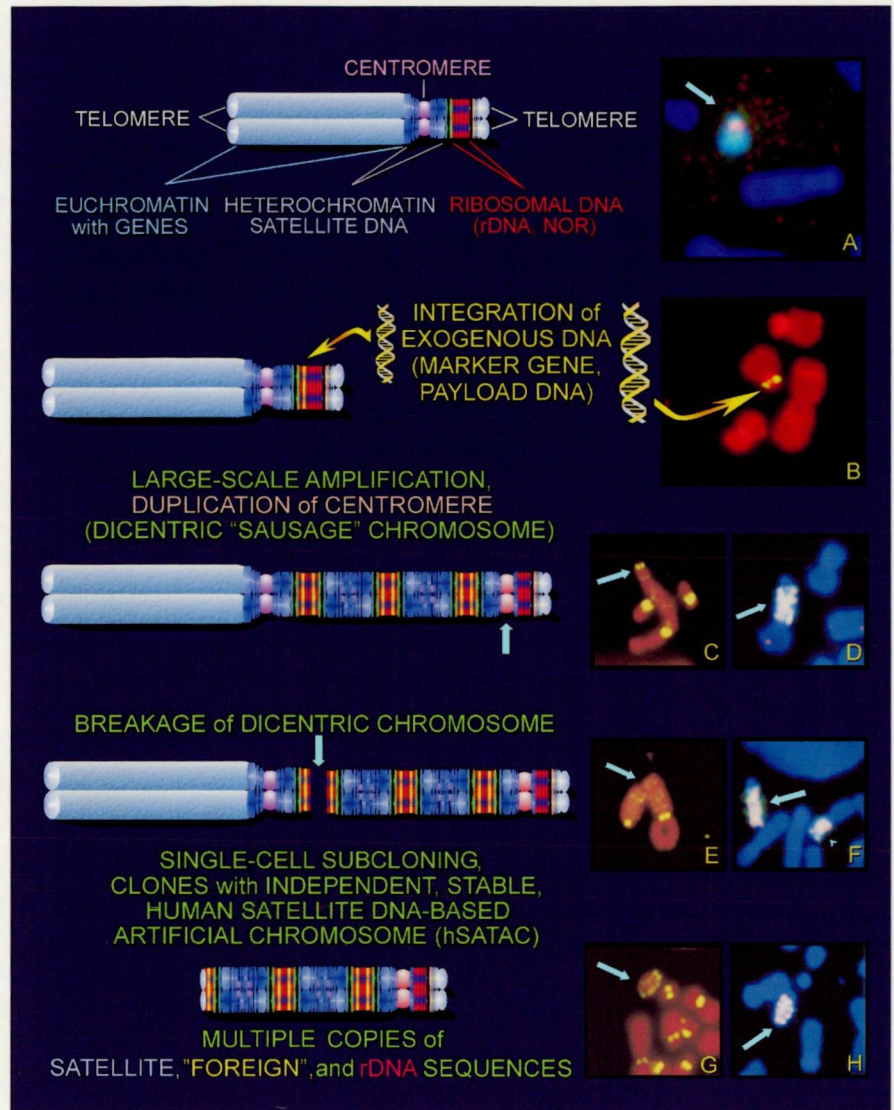 CENTROMERE
TELOMERE
TELOMERE
EUCHROMATIN
with GENES
HETEROCHROMATIN
SATELLITE DNA
RIBOSOMAL DNA
(rDNA, NOR)
A
INTEGRATION of
EXOGENOUS DNA
(MARKER GENE,
PAYLOAD DNA)
B
LARGE-SCALE AMPLIFICATION,
DUPLICATION of CENTROMERE
(DICENTRIC "SAUSAGE" CHROMOSOME)
C
D
BREAKAGE of DICENTRIC CHROMOSOME
E
F
SINGLE-CELL SUBCLONING,
CLONES with INDEPENDENT, STABLE,
HUMAN SATELLITE DNA-BASED
ARTIFICIAL CHROMOSOME (hSATAC)
G
H
MULTIPLE COPIES of
SATELLITE, "FOREIGN", and rDNA SEQUENCES